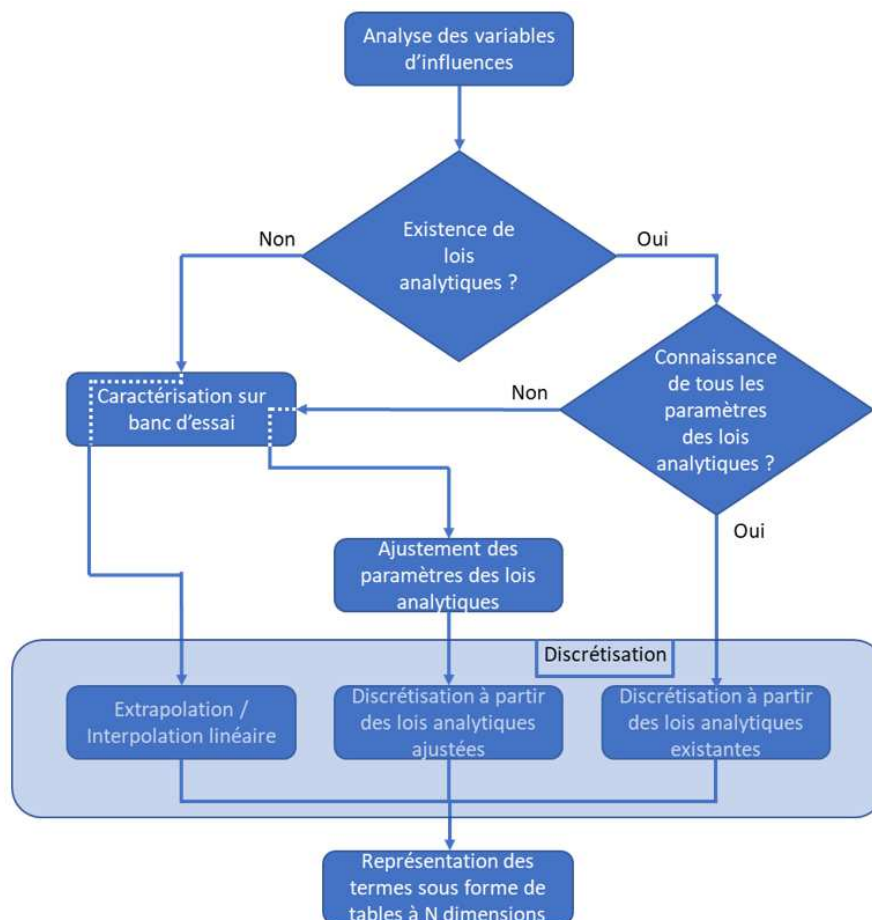 Analyse des variables
d'influences
Existence de
lois
analytiques ?
Non
Oui
Connaissance
de tous les
paramètres
des lois
analytiques ?
Non
Caractérisation sur
banc d'essai
Oui
Ajustement des
paramètres des lois
analytiques
Discrétisation
Extrapolation /
Interpolation linéaire
Discrétisation à partir
des lois analytiques
ajustées
Discrétisation à partir
des lois analytiques
existantes
Représentation des
termes sous forme de
tables à N dimensions